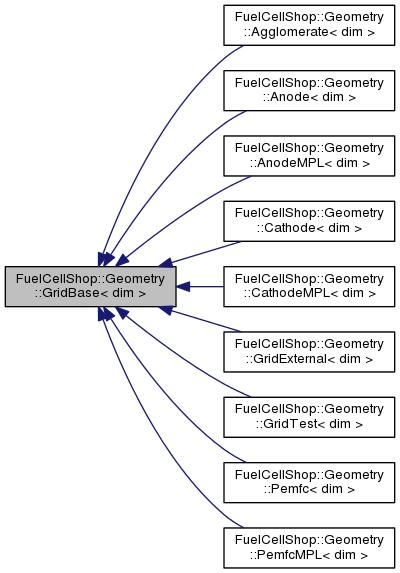 FuelCellShop::Geometry
::Agglomerate< dim >
FuelCellShop::Geometry
::Anode< dim >
FuelCellShop::Geometry
::AnodeMPL< dim >
FuelCellShop::Geometry
::Cathode< dim >
FuelCellShop::Geometry
::GridBase< dim >
FuelCellShop::Geometry
::CathodeMPL< dim >
FuelCellShop::Geometry
::GridExternal< dim >
FuelCellShop::Geometry
::GridTest< dim >
FuelCellShop::Geometry
::Pemfc< dim >
FuelCellShop::Geometry
::PemfcMPL< dim >